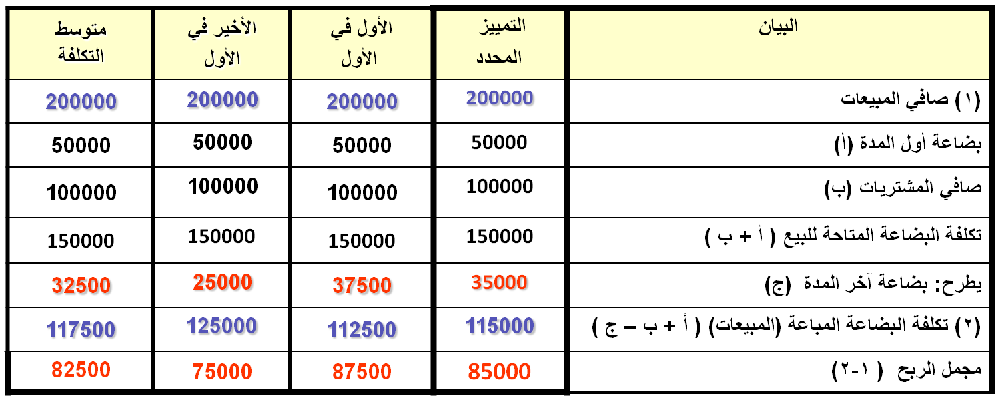 البيان | التمييز المحدد | الأول في الأول | الأخير في الأول | متوسط التكلفة
(١) صافي المبيعات | 200000 | 200000 | 200000 | 200000
بضاعة أول المدة (أ) | 50000 | 50000 | 50000 | 50000
صافي المشتريات (ب) | 100000 | 100000 | 100000 | 100000
تكلفة البضاعة المتاحة للبيع ( أ + ب ) | 150000 | 150000 | 150000 | 150000
يطرح: بضاعة آخر المدة (ج) | 35000 | 37500 | 25000 | 32500
(٢) تكلفة البضاعة المباعة (المبيعات) ( أ + ب – ج ) | 115000 | 112500 | 125000 | 117500
مجمل الربح ( ١-٢) | 85000 | 87500 | 75000 | 82500